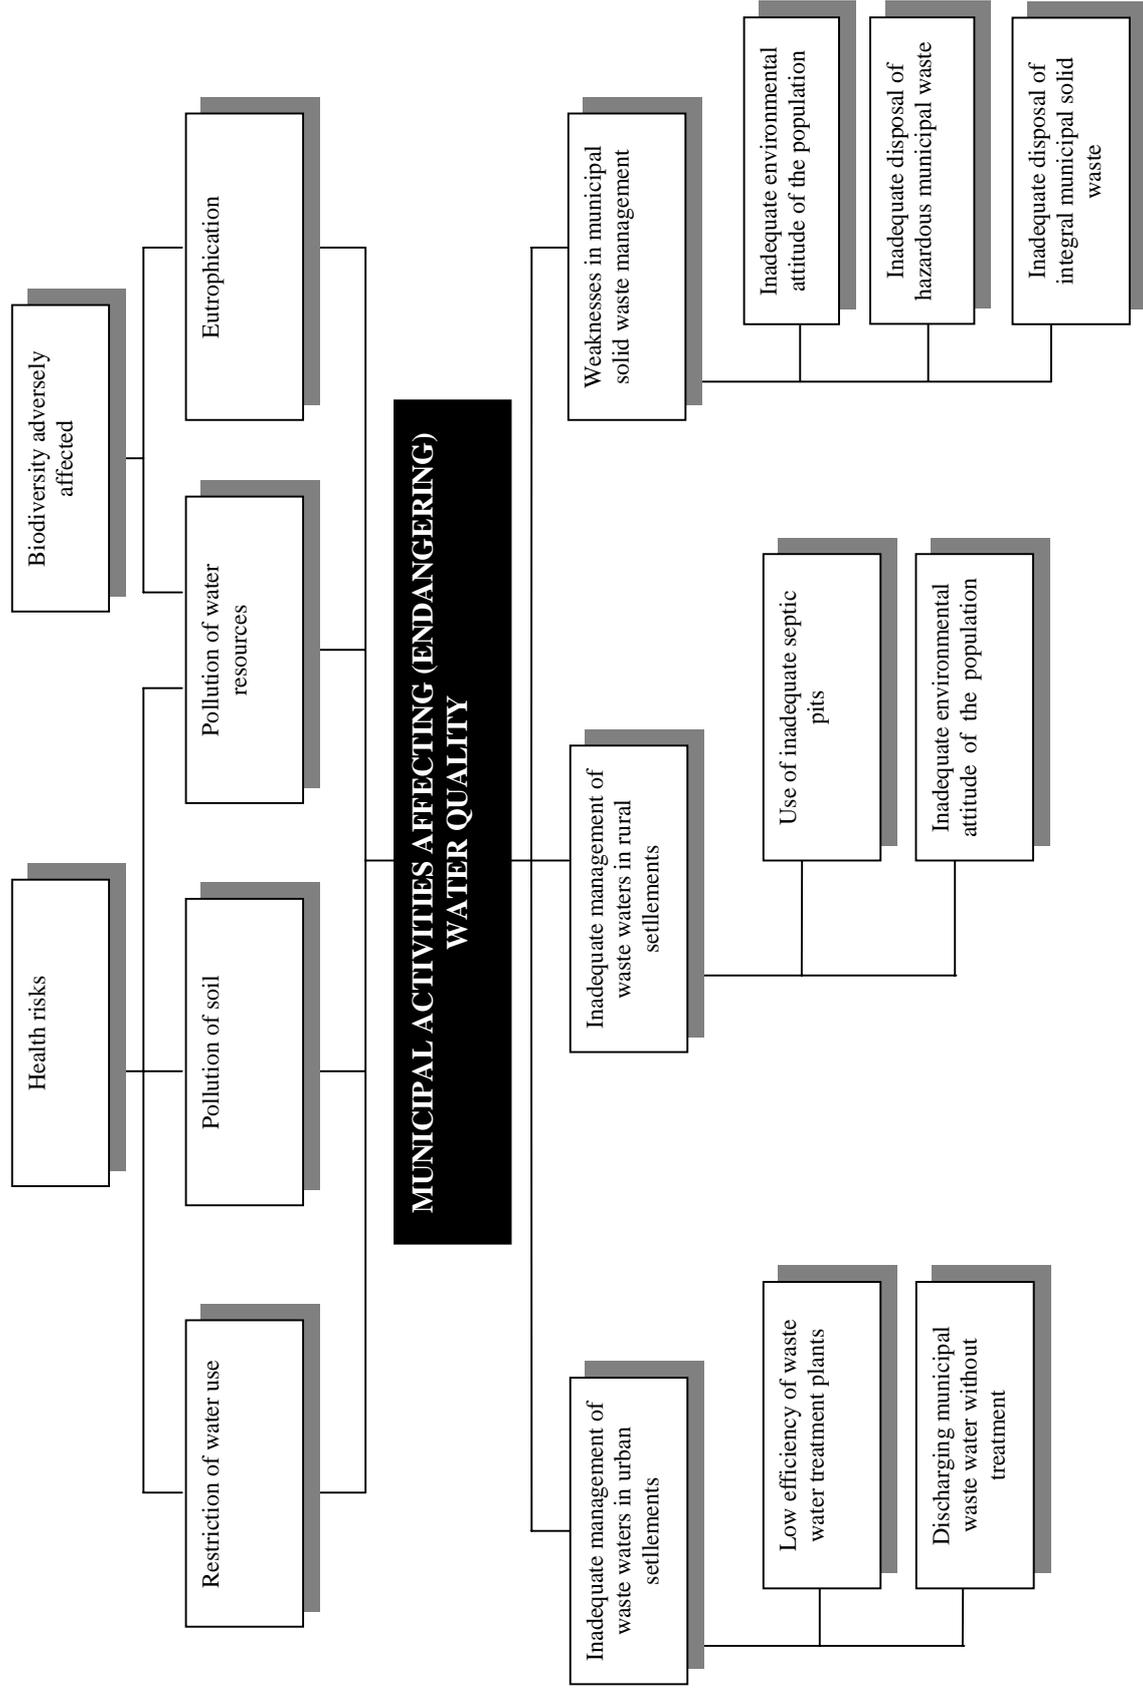 Health risks
Biodiversity adversely
affected
Restriction of water use
Pollution of soil
Pollution of water
resources
Eutrophication
MUNICIPAL ACTIVITIES AFFECTING (ENDANGERING)
WATER QUALITY
Inadequate management of
waste waters in urban
setllements
Inadequate management of
waste waters in rural
setllements
Weaknesses in municipal
solid waste management
Low efficiency of waste
water treatment plants
Discharging municipal
waste water without
treatment
Use of inadequate septic
pits
Inadequate environmental
attitude of the population
Inadequate environmental
attitude of the population
Inadequate disposal of
hazardous municipal waste
Inadequate disposal of
integral municipal solid
waste